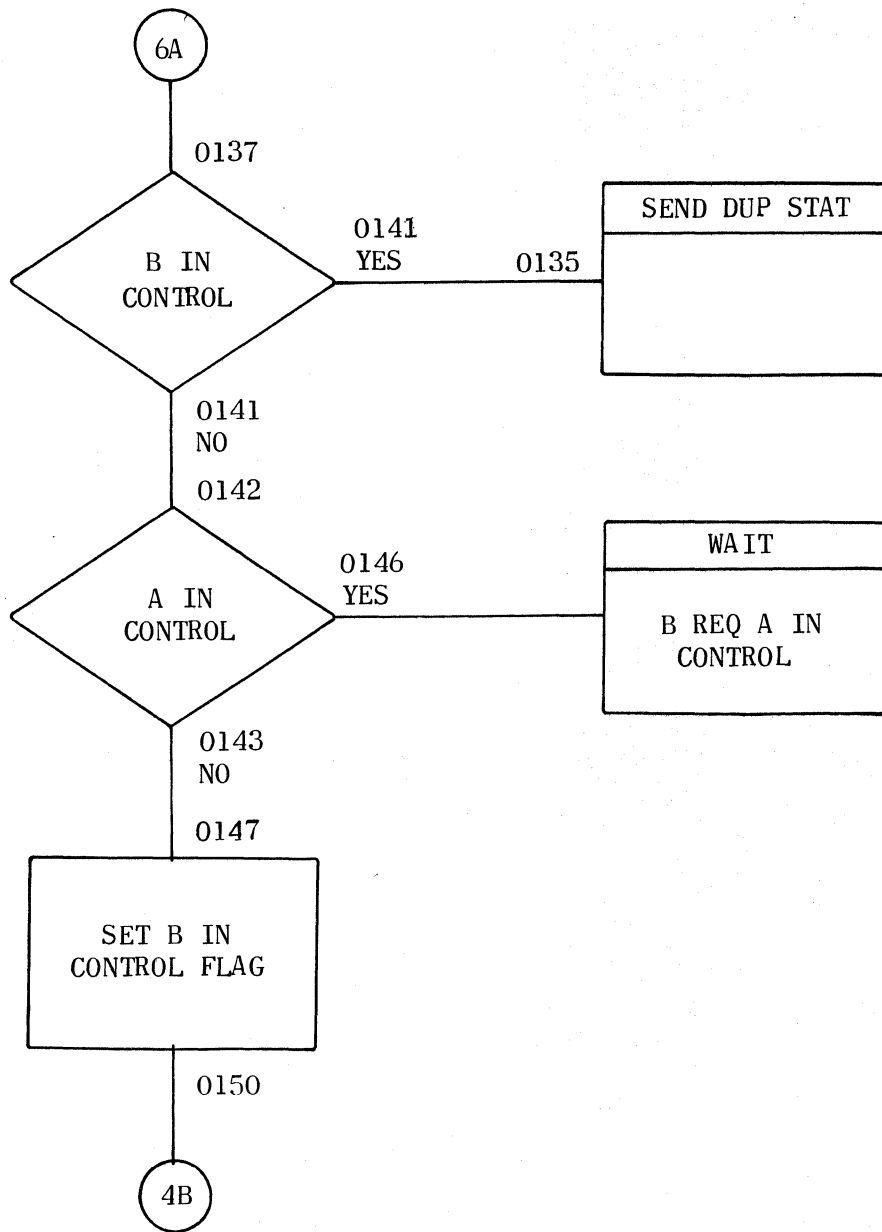 6A
0137
B IN
CONTROL
0141
YES
0135
SEND DUP STAT
0141
NO
0142
A IN
CONTROL
0146
YES
WAIT
B REQ A IN
CONTROL
0143
NO
0147
SET B IN
CONTROL FLAG
0150
4B